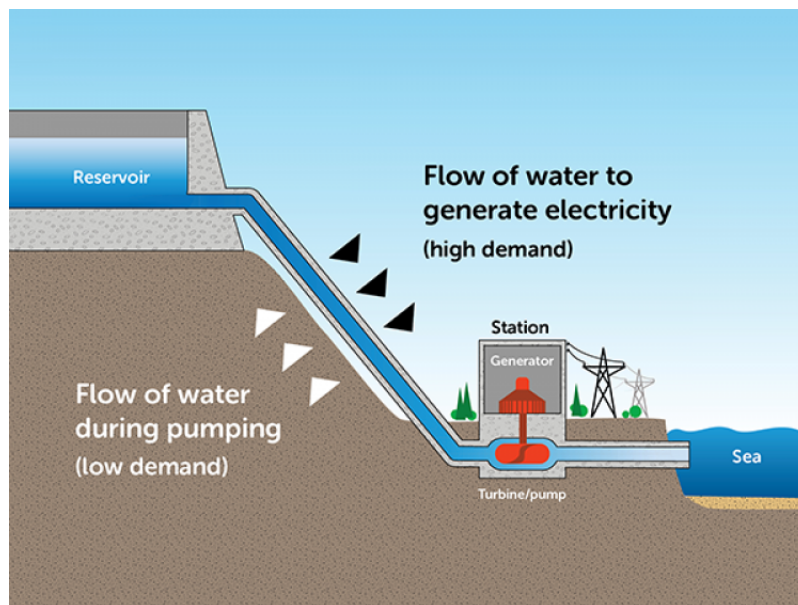 Reservoir
Flow of water to
generate electricity
(high demand)
Station
Generator
Flow of water
during pumping
(low demand)
Sea
Turbine/pump